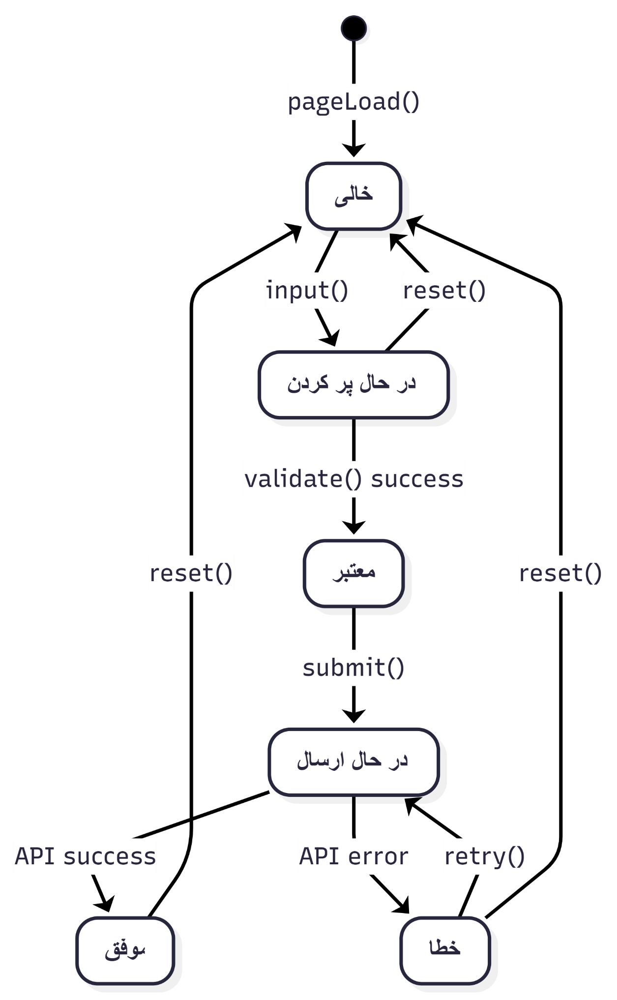 pageLoad()
خالی
input()
reset()
در حال پر کردن
validate() success
معتبر
reset()
reset()
submit()
در حال ارسال
API success
API error
retry()
موفق
خطا